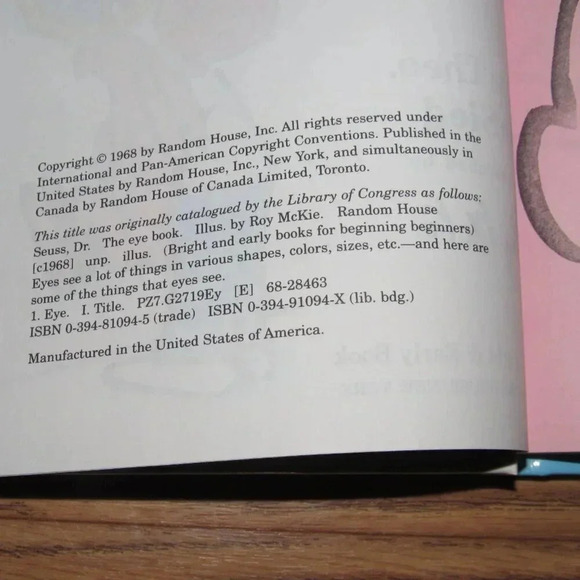 Copyright © 1968 by Random House, Inc. All rights reserved under
International and Pan-American Copyright Conventions. Published in the
United States by Random House, Inc., New York, and simultaneously in
Canada by Random House of Canada Limited, Toronto.
This title was originally catalogued by the Library of Congress as follows:
Seuss, Dr. The eye book. Illus. by Roy McKie. Random House
[c1968] unp. illus. (Bright and early books for beginning beginners)
Eyes see a lot of things in various shapes, colors, sizes, etc.—and here are
some of the things that eyes see.
1. Eye. I. Title. PZ7.G2719Ey [E] 68-28463
ISBN 0-394-81094-5 (trade) ISBN 0-394-91094-X (lib. bdg.)
Manufactured in the United States of America.